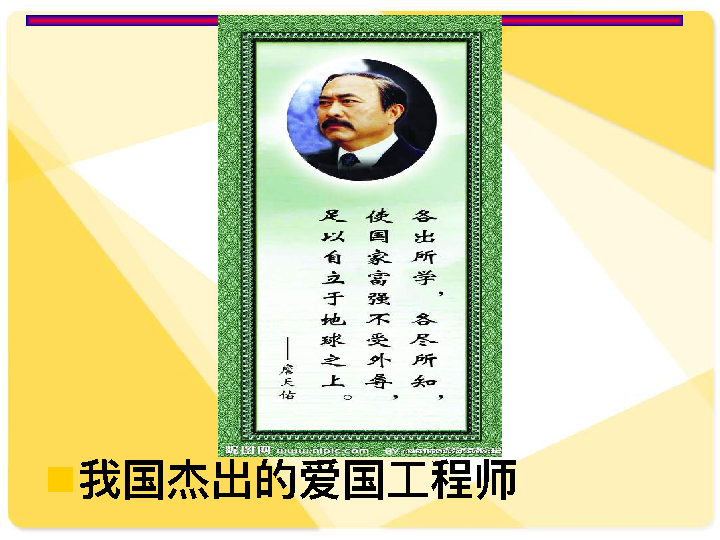 各出所学，各尽所知，
使国家富强不受外辱，
足以自立于地球之上。
——詹天佑
昵图网 www.nipic.com
BY:
我国杰出的爱国工程师